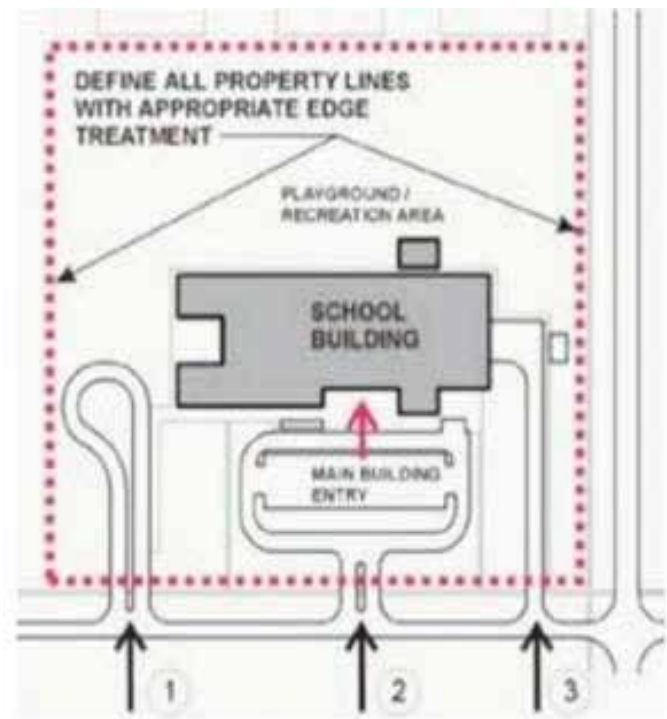 DEFINE ALL PROPERTY LINES
WITH APPROPRIATE EDGE
TREATMENT
PLAYGROUND /
RECREATION AREA
SCHOOL
BUILDING
MAIN BUILDING
ENTRY
1
2
3